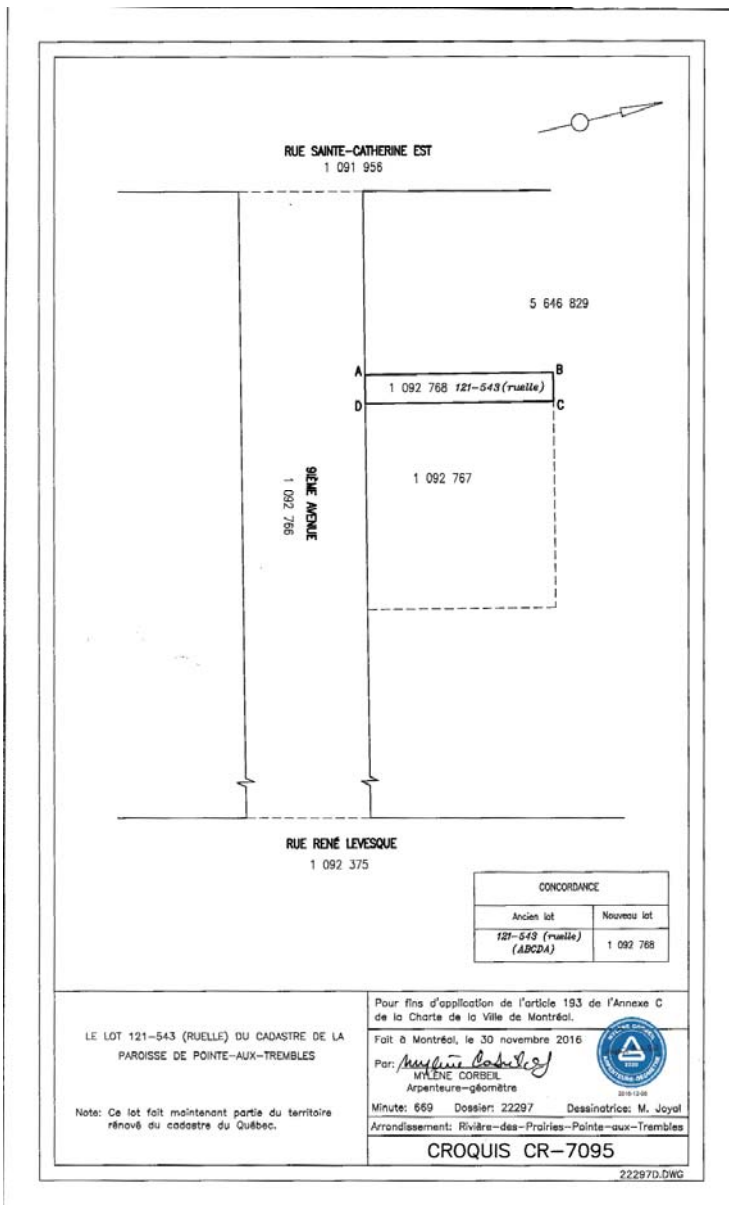 RUE SAINTE-CATHERINE EST
1 091 956
5 646 829
A
B
1 092 768 121-543 (ruelle)
D
C
1 092 767
9IÈME AVENUE
1 092 766
RUE RENÉ LEVESQUE
1 092 375
CONCORDANCE
Ancien lot
Nouveau lot
121-543 (ruelle)
(ABCDA)
1 092 768
LE LOT 121-543 (RUELLE) DU CADASTRE DE LA
PAROISSE DE POINTE-AUX-TREMBLES
Note: Ce lot fait maintenant partie du territoire
rénové du cadastre du Québec.
Pour fins d'application de l'article 193 de l'Annexe C
de la Charte de la Ville de Montréal.
Fait à Montréal, le 30 novembre 2016
Par: Mylène Corbeil
MYLÈNE CORBEIL
Arpenteure-géomètre
ARPENTEURS-GÉOMÈTRES
Minute: 669 Dossier: 22297 Dessinatrice: M. Joyal
Arrondissement: Rivière-des-Prairies-Pointe-aux-Trembles
CROQUIS CR-7095
22297D.DWG